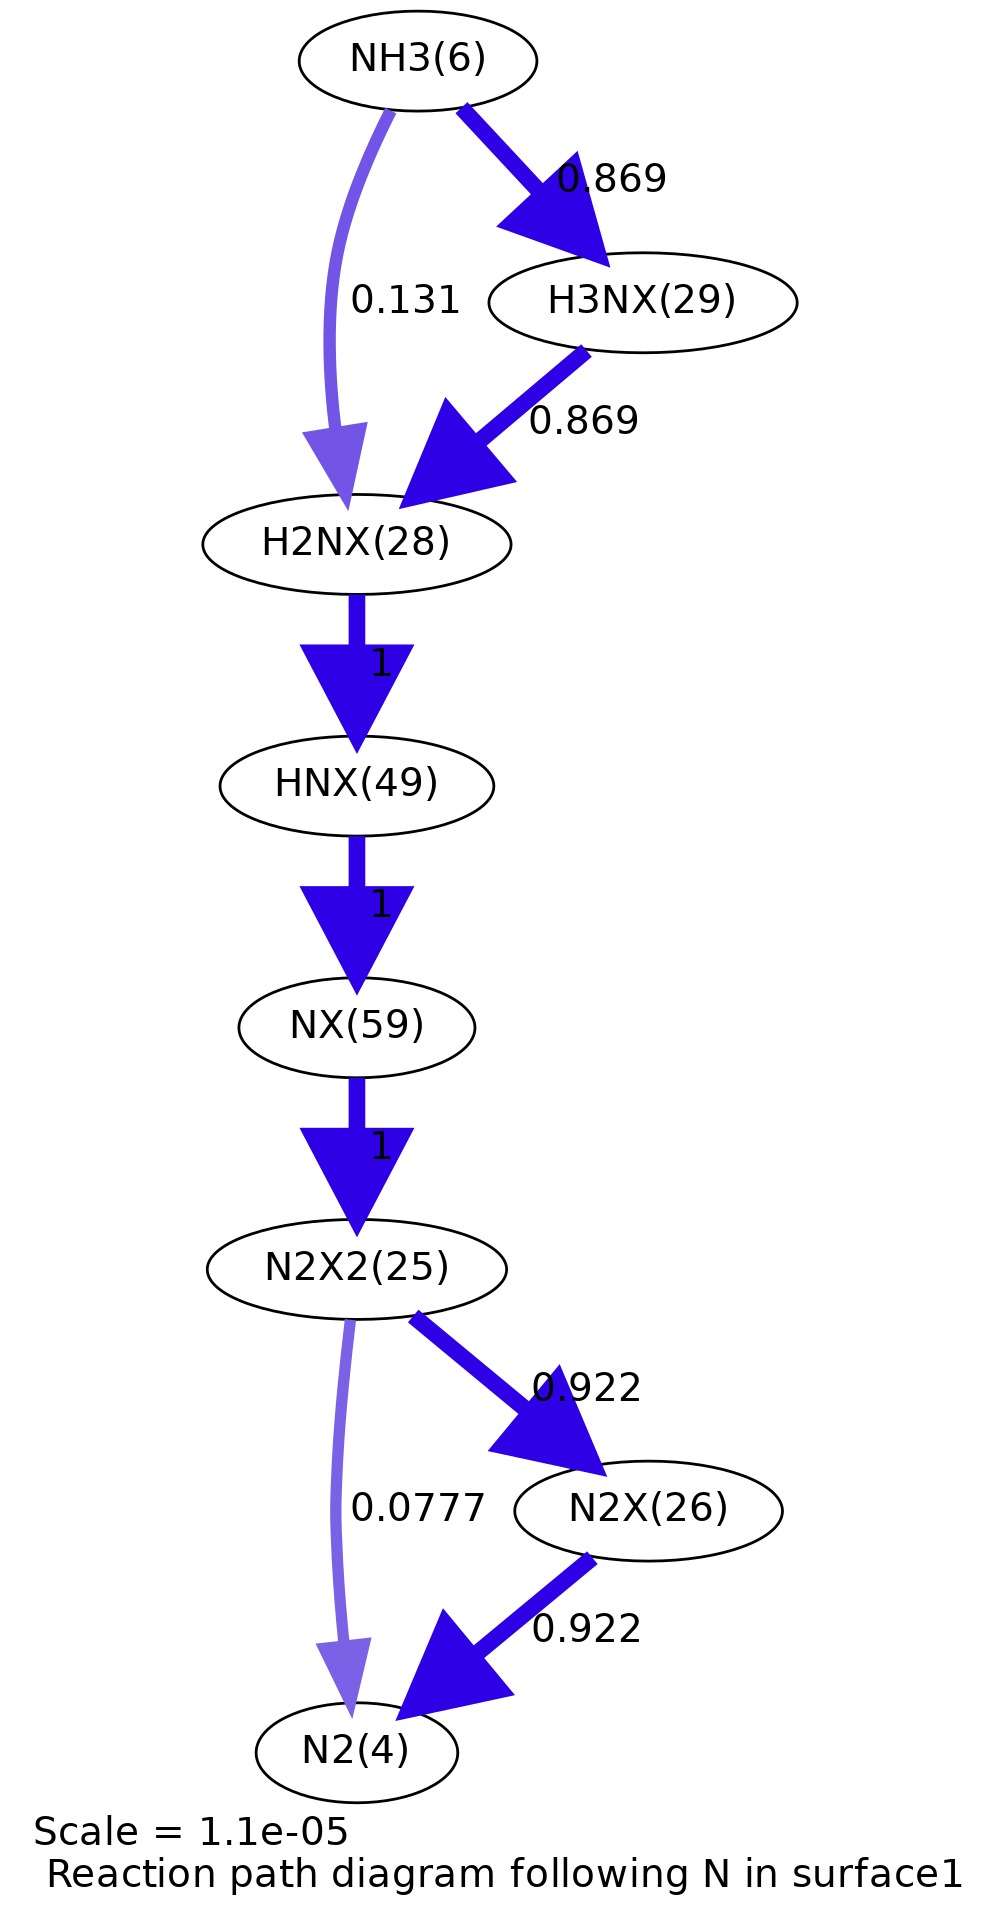 NH3(6)
0.869
0.131
H3NX(29)
0.869
H2NX(28)
1
HNX(49)
1
NX(59)
1
N2X2(25)
0.922
0.0777
N2X(26)
0.922
N2(4)
Scale = 1.1e-05
Reaction path diagram following N in surface1